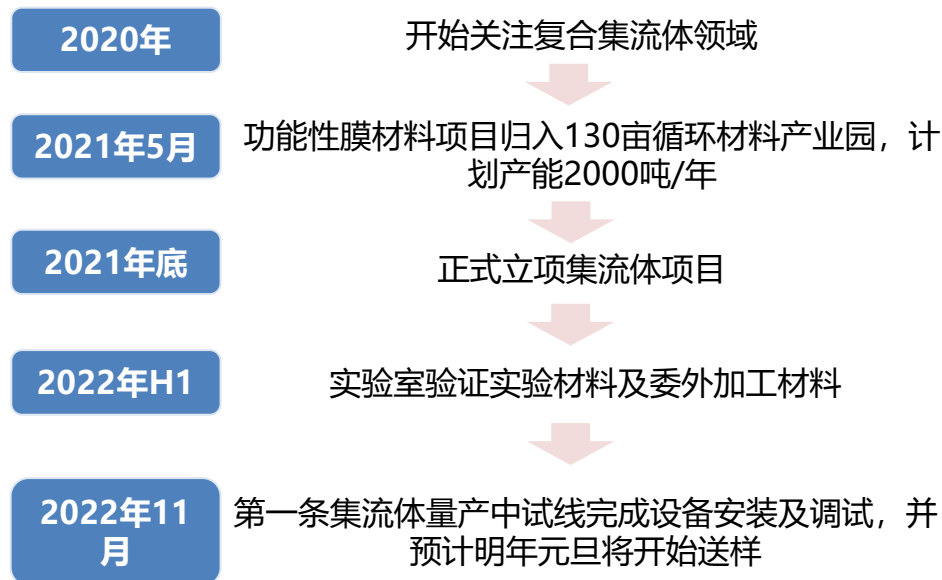 2020年
开始关注复合集流体领域
2021年5月
功能性膜材料项目归入130亩循环材料产业园，计
划产能2000吨/年
2021年底
正式立项集流体项目
2022年H1
实验室验证实验材料及委外加工材料
2022年11
月
第一条集流体量产中试线完成设备安装及调试，并
预计明年元旦将开始送样